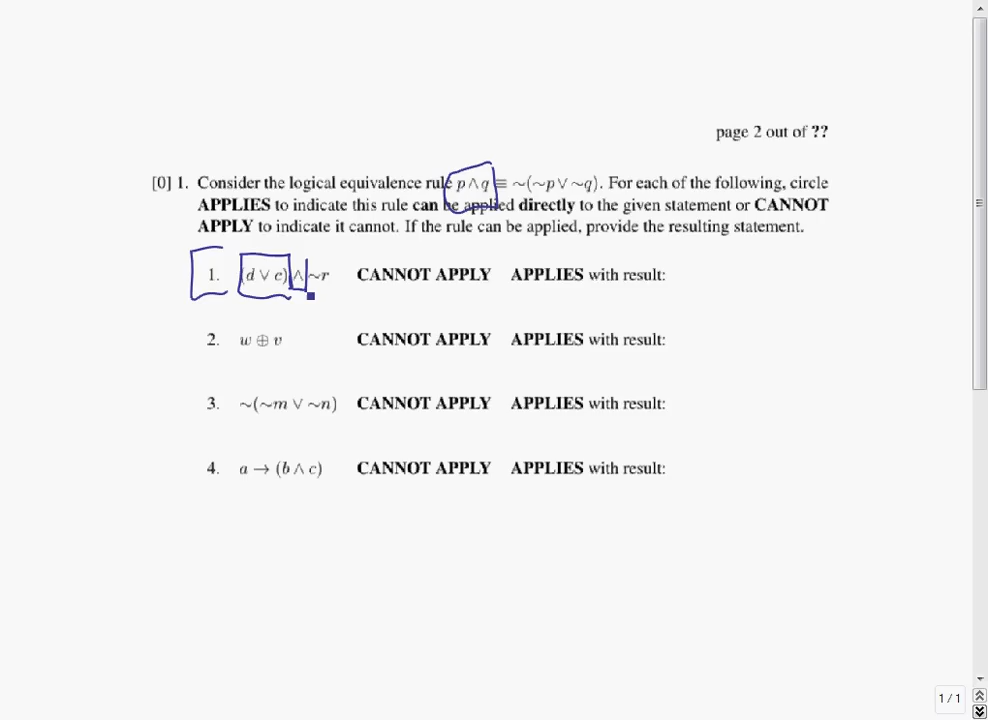 page 2 out of ??
[0] 1. Consider the logical equivalence rule p ∧ q ≡ ~(~p ∨ ~q). For each of the following, circle
APPLIES to indicate this rule can be applied directly to the given statement or CANNOT
APPLY to indicate it cannot. If the rule can be applied, provide the resulting statement.
1. (d ∨ c) ∧ ~r CANNOT APPLY APPLIES with result:
2. w ⊕ v CANNOT APPLY APPLIES with result:
3. ~(~m ∨ ~n) CANNOT APPLY APPLIES with result:
4. a → (b ∧ c) CANNOT APPLY APPLIES with result:
1 / 1